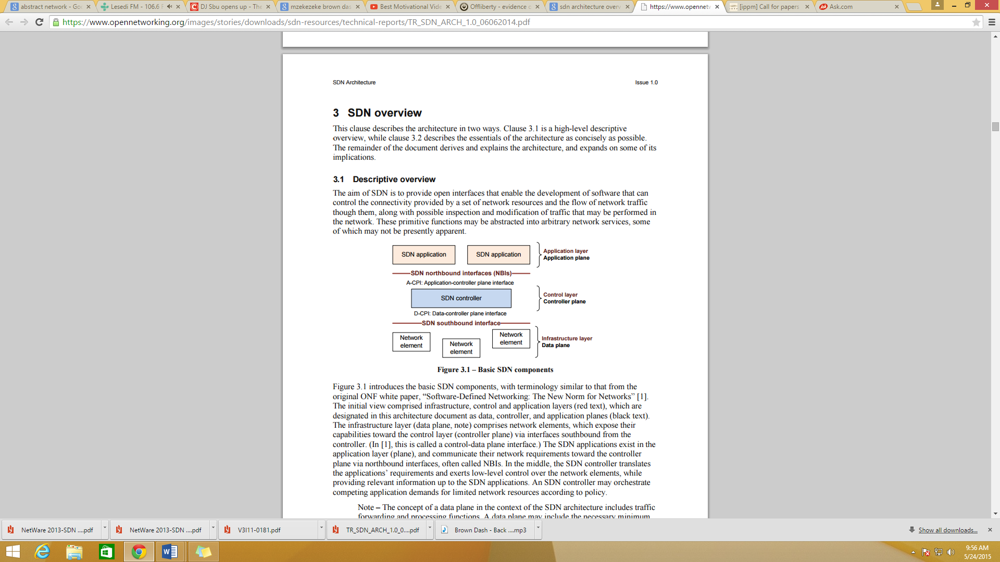 abstract network - Goo
Lesedi FM - 106.6 F
DJ Sbu opens up - The
mzekezeke brown das
Best Motivational Vide
Offliberty - evidence o
sdn architecture overv
https://www.opennetw
[ippm] Call for papers
Ask.com
https://www.opennetworking.org/images/stories/downloads/sdn-resources/technical-reports/TR_SDN_ARCH_1.0_06062014.pdf
SDN Architecture
Issue 1.0
3 SDN overview
This clause describes the architecture in two ways. Clause 3.1 is a high-level descriptive
overview, while clause 3.2 describes the essentials of the architecture as concisely as possible.
The remainder of the document derives and explains the architecture, and expands on some of its
implications.
3.1 Descriptive overview
The aim of SDN is to provide open interfaces that enable the development of software that can
control the connectivity provided by a set of network resources and the flow of network traffic
though them, along with possible inspection and modification of traffic that may be performed in
the network. These primitive functions may be abstracted into arbitrary network services, some
of which may not be presently apparent.
SDN application
SDN application
Application layer
Application plane
SDN northbound interfaces (NBIs)
A-CPI: Application-controller plane interface
SDN controller
Control layer
Controller plane
D-CPI: Data-controller plane interface
SDN southbound interface
Network
element
Network
element
Network
element
Infrastructure layer
Data plane
Figure 3.1 – Basic SDN components
Figure 3.1 introduces the basic SDN components, with terminology similar to that from the
original ONF white paper, “Software-Defined Networking: The New Norm for Networks” [1].
The initial view comprised infrastructure, control and application layers (red text), which are
designated in this architecture document as data, controller, and application planes (black text).
The infrastructure layer (data plane, note) comprises network elements, which expose their
capabilities toward the control layer (controller plane) via interfaces southbound from the
controller. (In [1], this is called a control-data plane interface.) The SDN applications exist in the
application layer (plane), and communicate their network requirements toward the controller
plane via northbound interfaces, often called NBIs. In the middle, the SDN controller translates
the applications’ requirements and exerts low-level control over the network elements, while
providing relevant information up to the SDN applications. An SDN controller may orchestrate
competing application demands for limited network resources according to policy.
Note – The concept of a data plane in the context of the SDN architecture includes traffic
forwarding and processing functions. A data plane may include the necessary minimum
NetWare 2013-SDN ....pdf
NetWare 2013-SDN ....pdf
V3I11-0181.pdf
TR_SDN_ARCH_1.0_0....pdf
Brown Dash - Back ....mp3
Show all downloads...
9:56 AM
5/24/2015